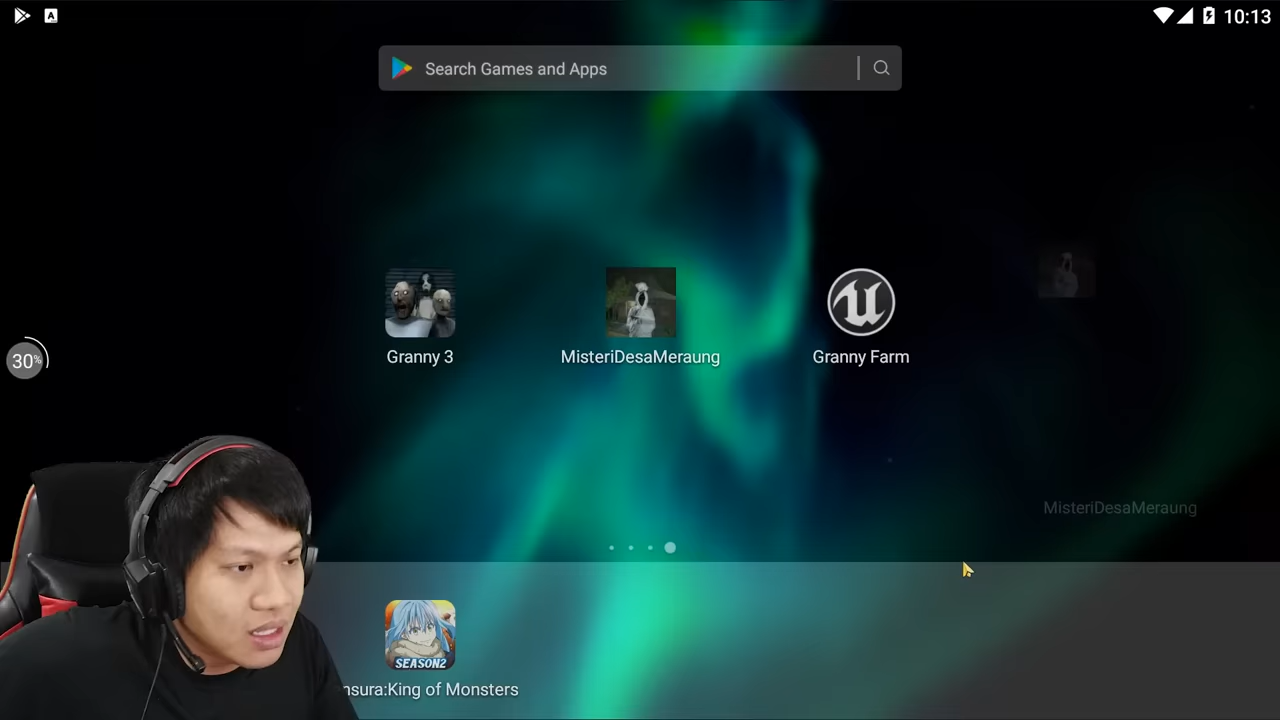 10:13
Search Games and Apps
Granny 3
MisteriDesaMeraung
Granny Farm
30%
MisteriDesaMeraung
SEASON2
nsura:King of Monsters